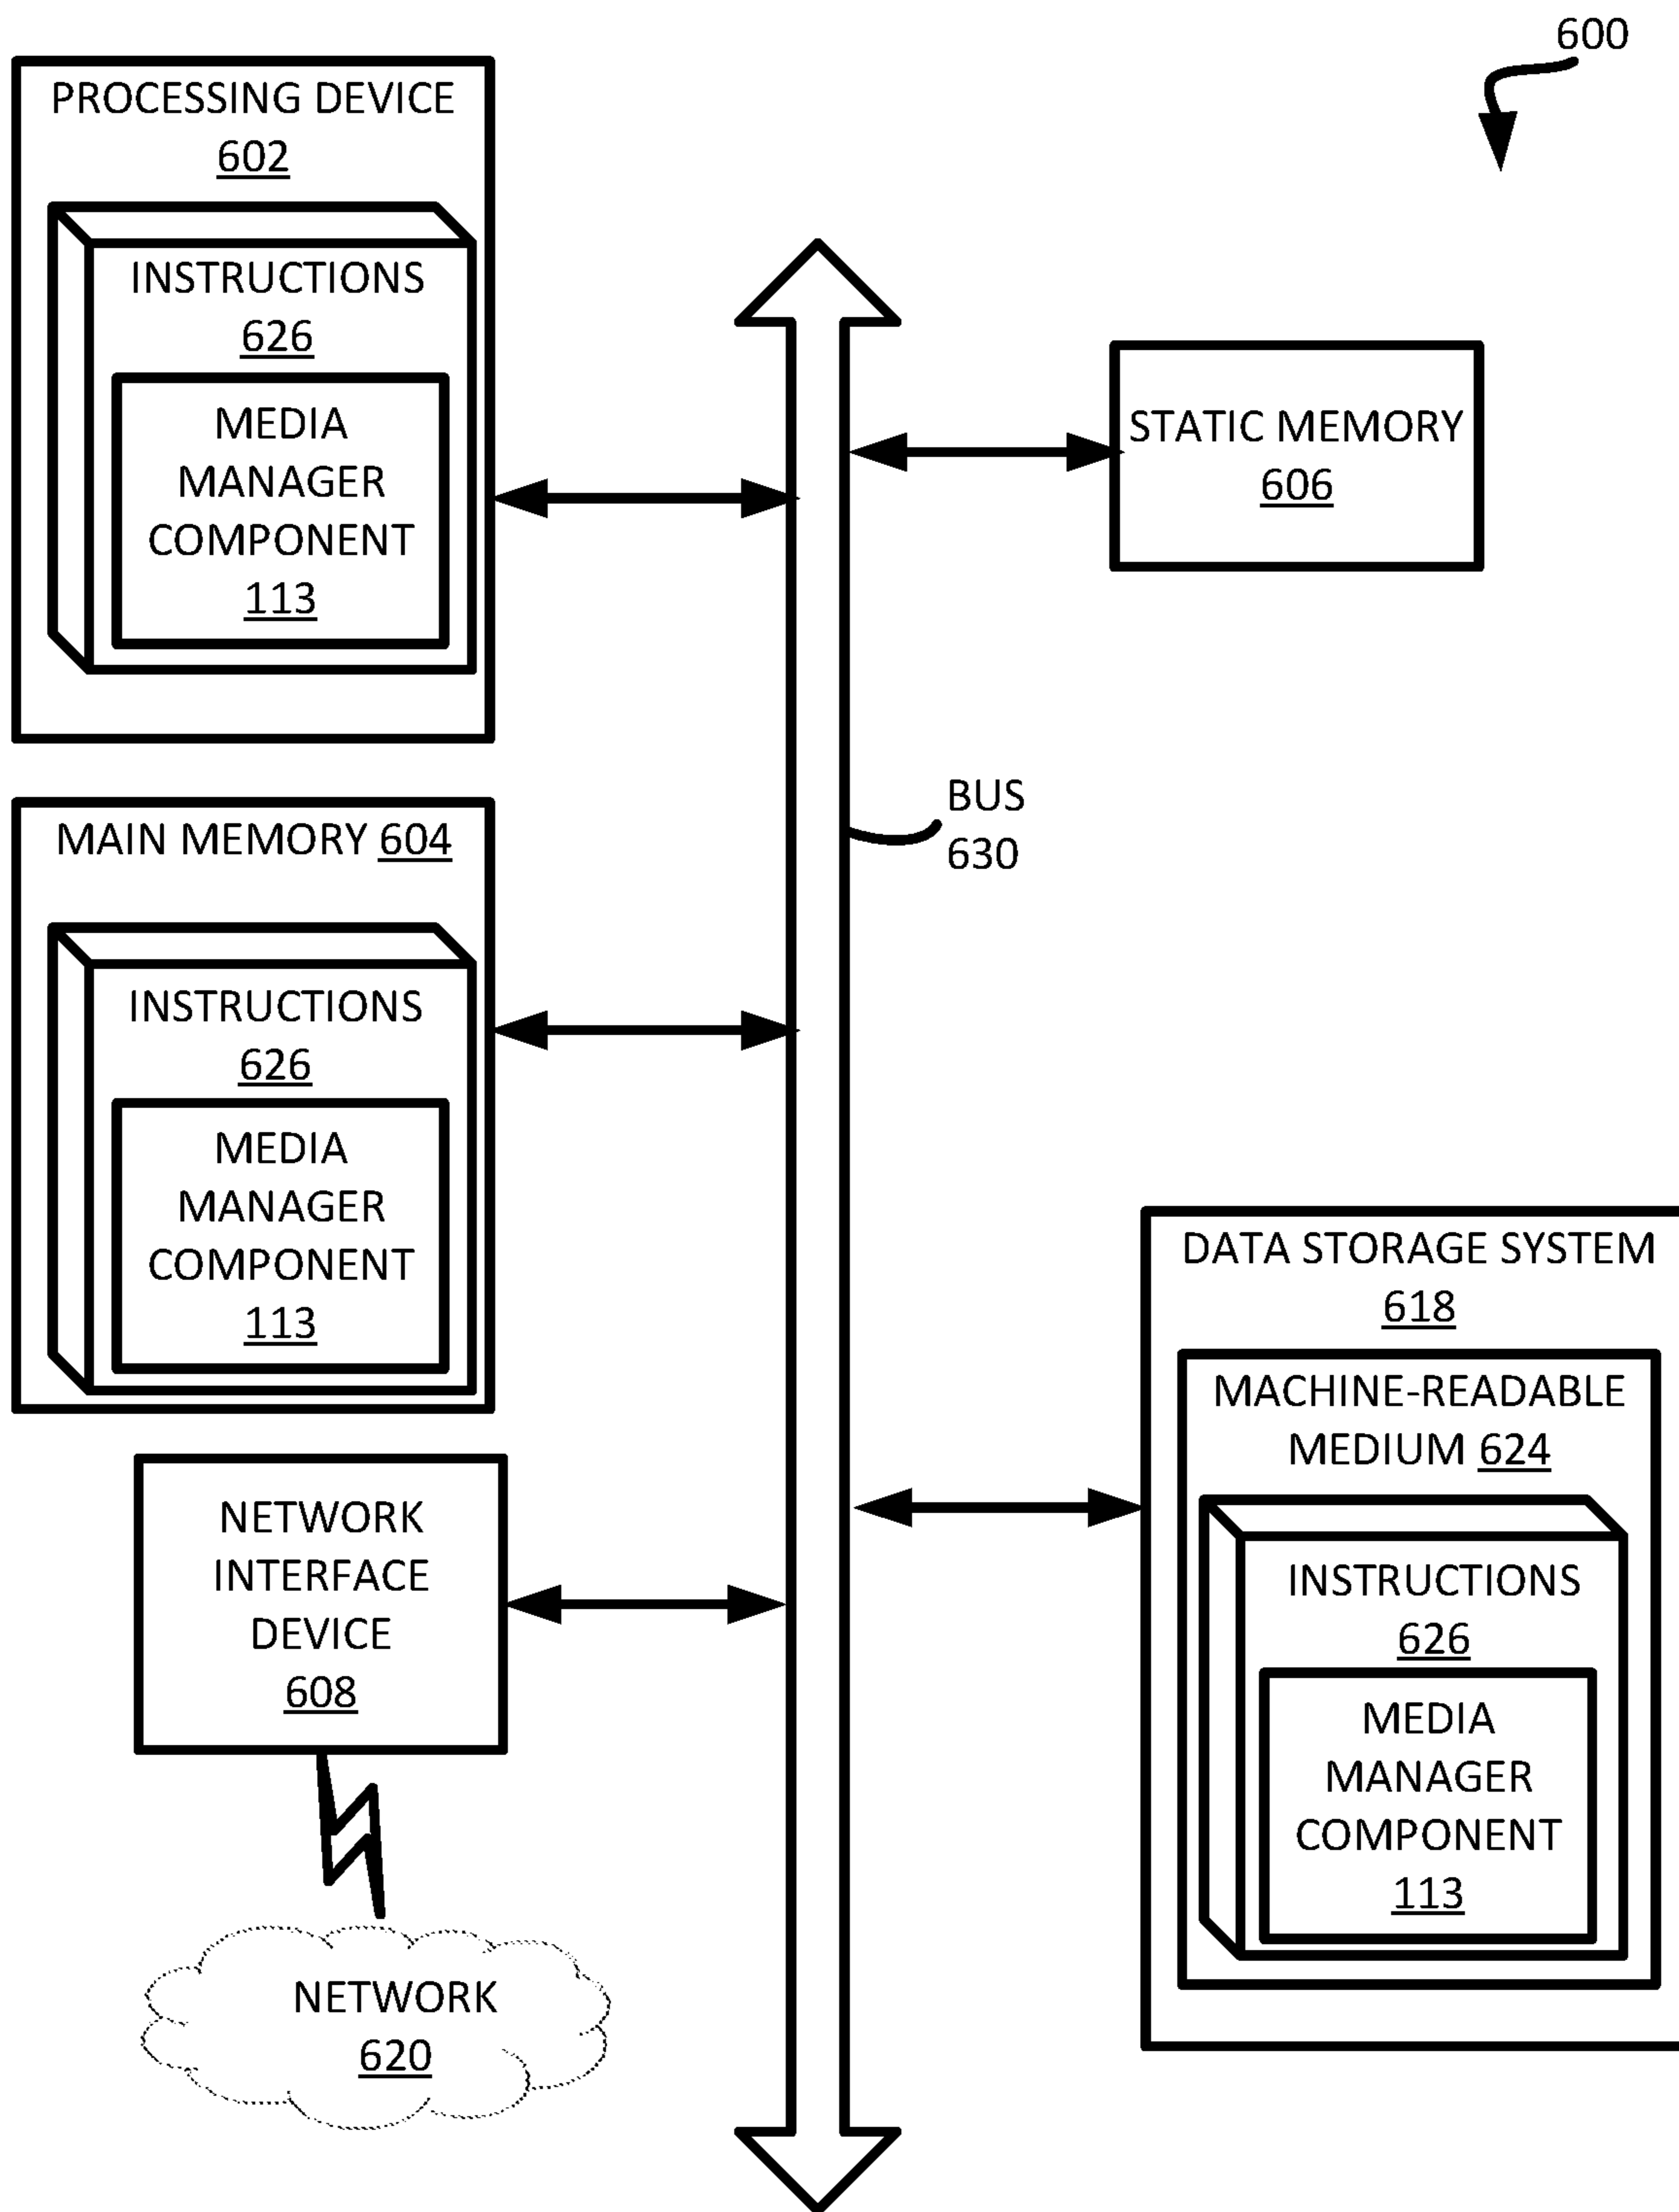 600
PROCESSING DEVICE
602
INSTRUCTIONS
626
MEDIA
MANAGER
COMPONENT
113
STATIC MEMORY
606
BUS
630
MAIN MEMORY 604
INSTRUCTIONS
626
MEDIA
MANAGER
COMPONENT
113
DATA STORAGE SYSTEM
618
MACHINE-READABLE
MEDIUM 624
INSTRUCTIONS
626
MEDIA
MANAGER
COMPONENT
113
NETWORK
INTERFACE
DEVICE
608
NETWORK
620